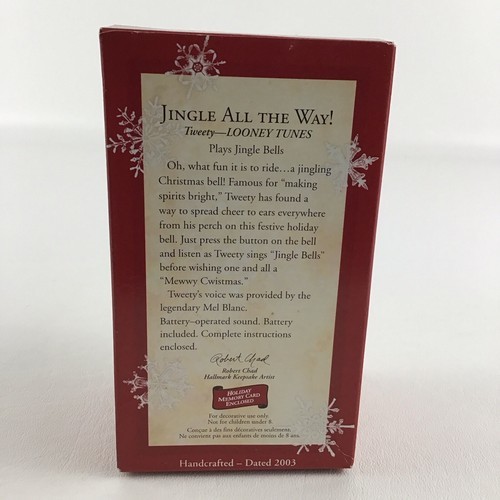 JINGLE ALL THE WAY!
Tweety—LOONEY TUNES
Plays Jingle Bells
Oh, what fun it is to ride…a jingling
Christmas bell! Famous for “making
spirits bright,” Tweety has found a
way to spread cheer to ears everywhere
from his perch on this festive holiday
bell. Just press the button on the bell
and listen as Tweety sings “Jingle Bells”
before wishing one and all a
“Mewwy Cwistmas.”
Tweety’s voice was provided by the
legendary Mel Blanc.
Battery–operated sound. Battery
included. Complete instructions
enclosed.
Robert Chad
Robert Chad
Hallmark Keepsake Artist
HOLIDAY
MEMORY CARD
ENCLOSED
For decorative use only.
Not for children under 8.
Conçuar à des fins décoratives seulement.
Ne convient pas aux enfants de moins de 8 ans.
Handcrafted – Dated 2003